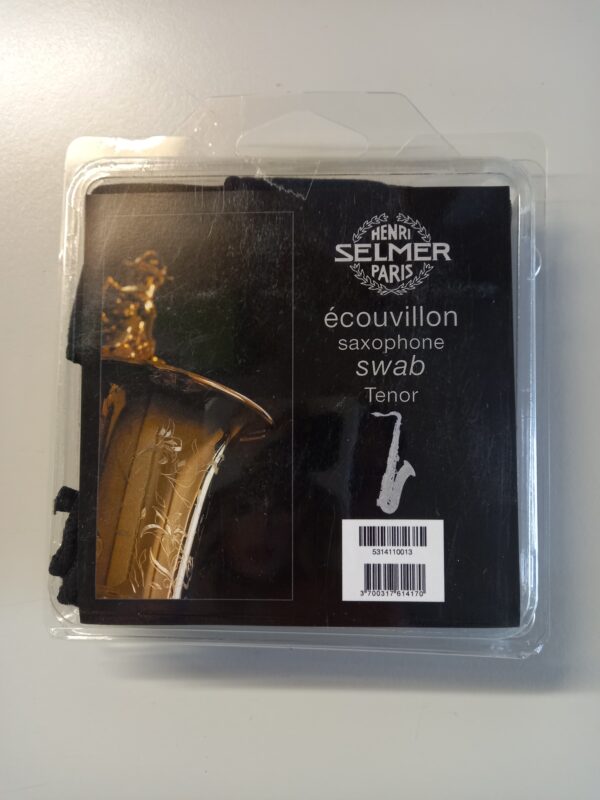 HENRI
SELMER
PARIS
écouvillon
saxophone
swab
Tenor
5314110013
3 700317 614170